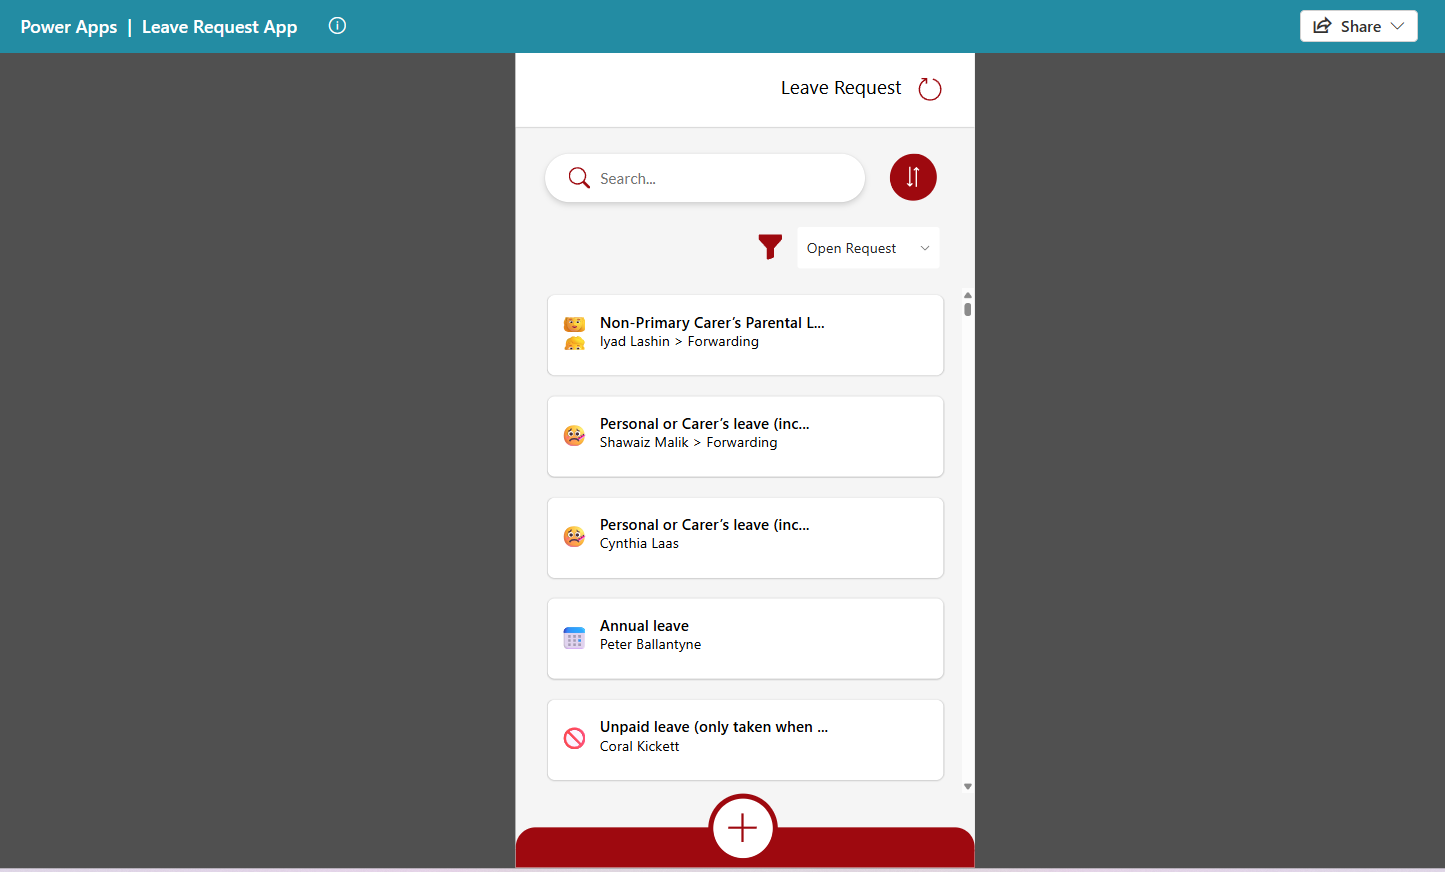 Power Apps | Leave Request App
Share
Leave Request
Search...
Open Request
Non-Primary Carer’s Parental L...
Iyad Lashin > Forwarding
Personal or Carer’s leave (inc...
Shawaiz Malik > Forwarding
Personal or Carer’s leave (inc...
Cynthia Laas
Annual leave
Peter Ballantyne
Unpaid leave (only taken when ...
Coral Kickett